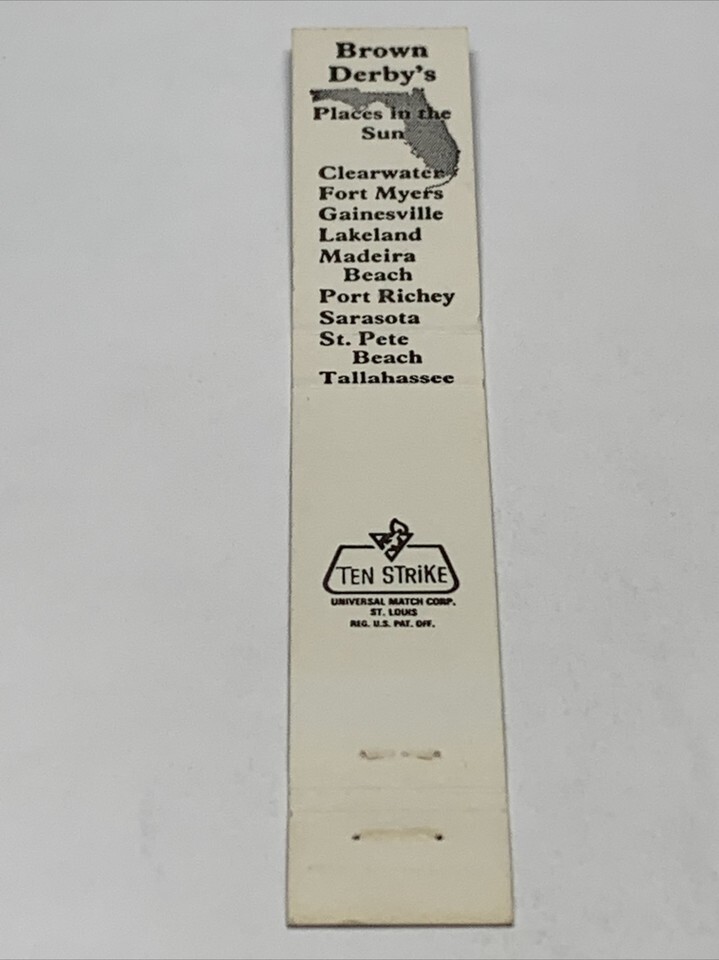 Brown
Derby's
Places in the
Sun
Clearwater
Fort Myers
Gainesville
Lakeland
Madeira
Beach
Port Richey
Sarasota
St. Pete
Beach
Tallahassee
TEN STRiKE
UNIVERSAL MATCH CORP.
ST. LOUIS
REG. U.S. PAT. OFF.